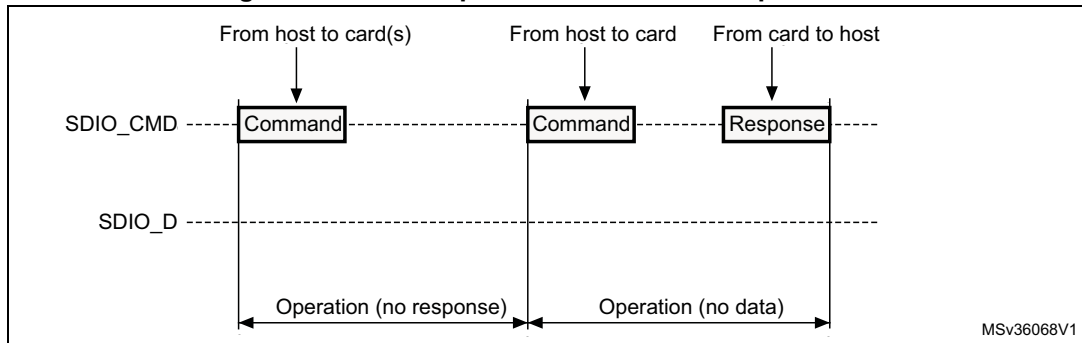 From host to card(s) From host to card From card to host
SDIO_CMD Command Command Response
SDIO_D
Operation (no response) Operation (no data)
MSv36068V1